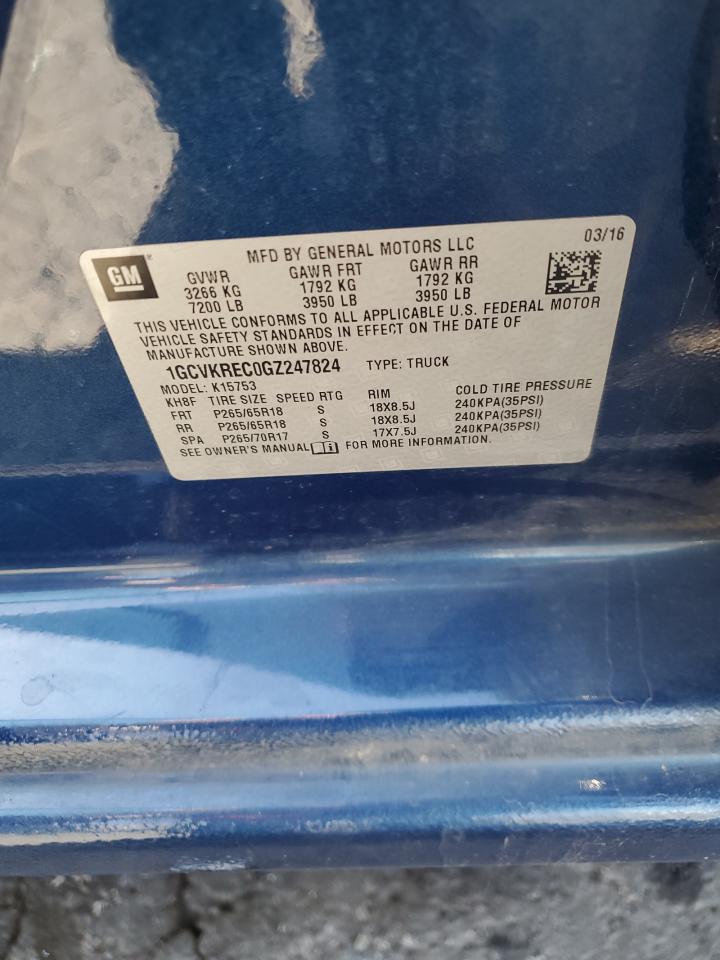 GM
MFD BY GENERAL MOTORS LLC 03/16
GVWR GAWR FRT GAWR RR
3266 KG 1792 KG 1792 KG
7200 LB 3950 LB 3950 LB
THIS VEHICLE CONFORMS TO ALL APPLICABLE U.S. FEDERAL MOTOR
VEHICLE SAFETY STANDARDS IN EFFECT ON THE DATE OF
MANUFACTURE SHOWN ABOVE.
1GCVKREC0GZ247824 TYPE: TRUCK
MODEL: K15753
KH8F TIRE SIZE SPEED RTG RIM COLD TIRE PRESSURE
FRT P265/65R18 S 18X8.5J 240KPA(35PSI)
RR P265/65R18 S 18X8.5J 240KPA(35PSI)
SPA P265/70R17 S 17X7.5J 240KPA(35PSI)
SEE OWNER'S MANUAL FOR MORE INFORMATION.